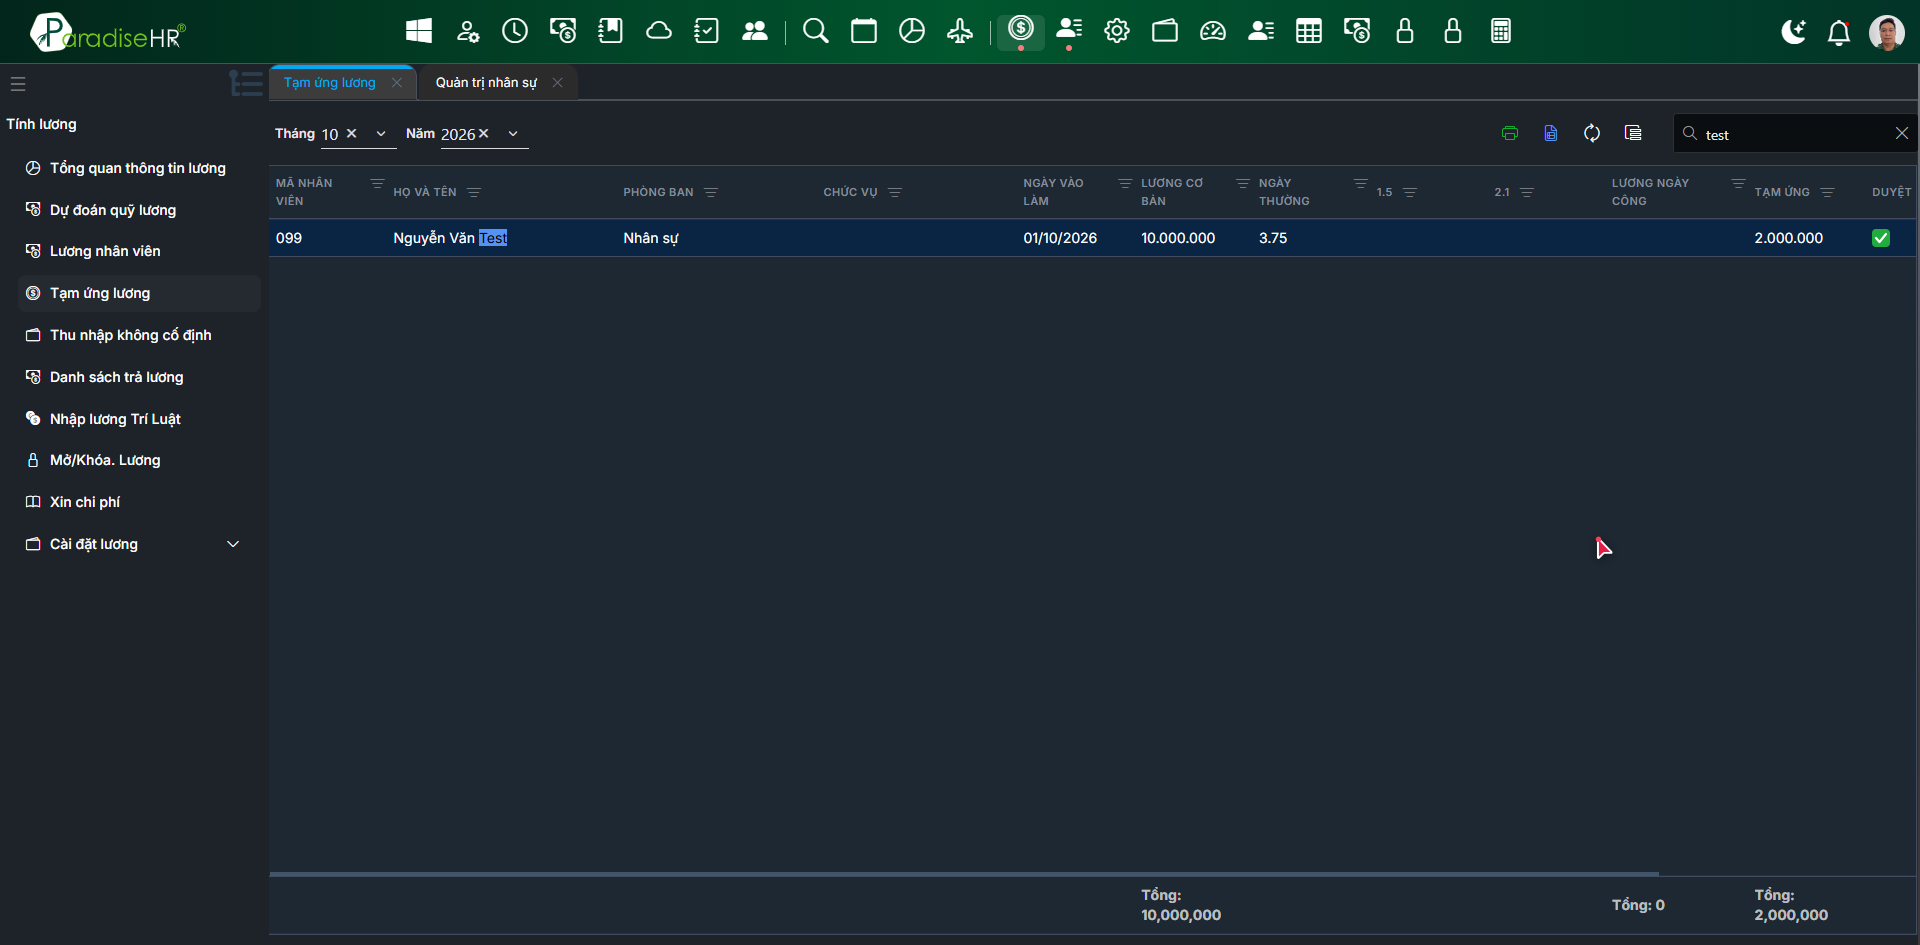 ParadiseHR®
Tạm ứng lương
Quản trị nhân sự
Tính lương
Tổng quan thông tin lương
Dự đoán quỹ lương
Lương nhân viên
Tạm ứng lương
Thu nhập không cố định
Danh sách trả lương
Nhập lương Trí Luật
Mở/Khóa. Lương
Xin chi phí
Cài đặt lương
Tháng 10 Năm 2026
test
MÃ NHÂN VIÊN
HỌ VÀ TÊN
PHÒNG BAN
CHỨC VỤ
NGÀY VÀO LÀM
LƯƠNG CƠ BẢN
NGÀY THƯỜNG
1.5
2.1
LƯƠNG NGÀY CÔNG
TẠM ỨNG
DUYỆT
099 Nguyễn Văn Test Nhân sự 01/10/2026 10.000.000 3.75 2.000.000
Tổng: 10,000,000
Tổng: 0
Tổng: 2,000,000